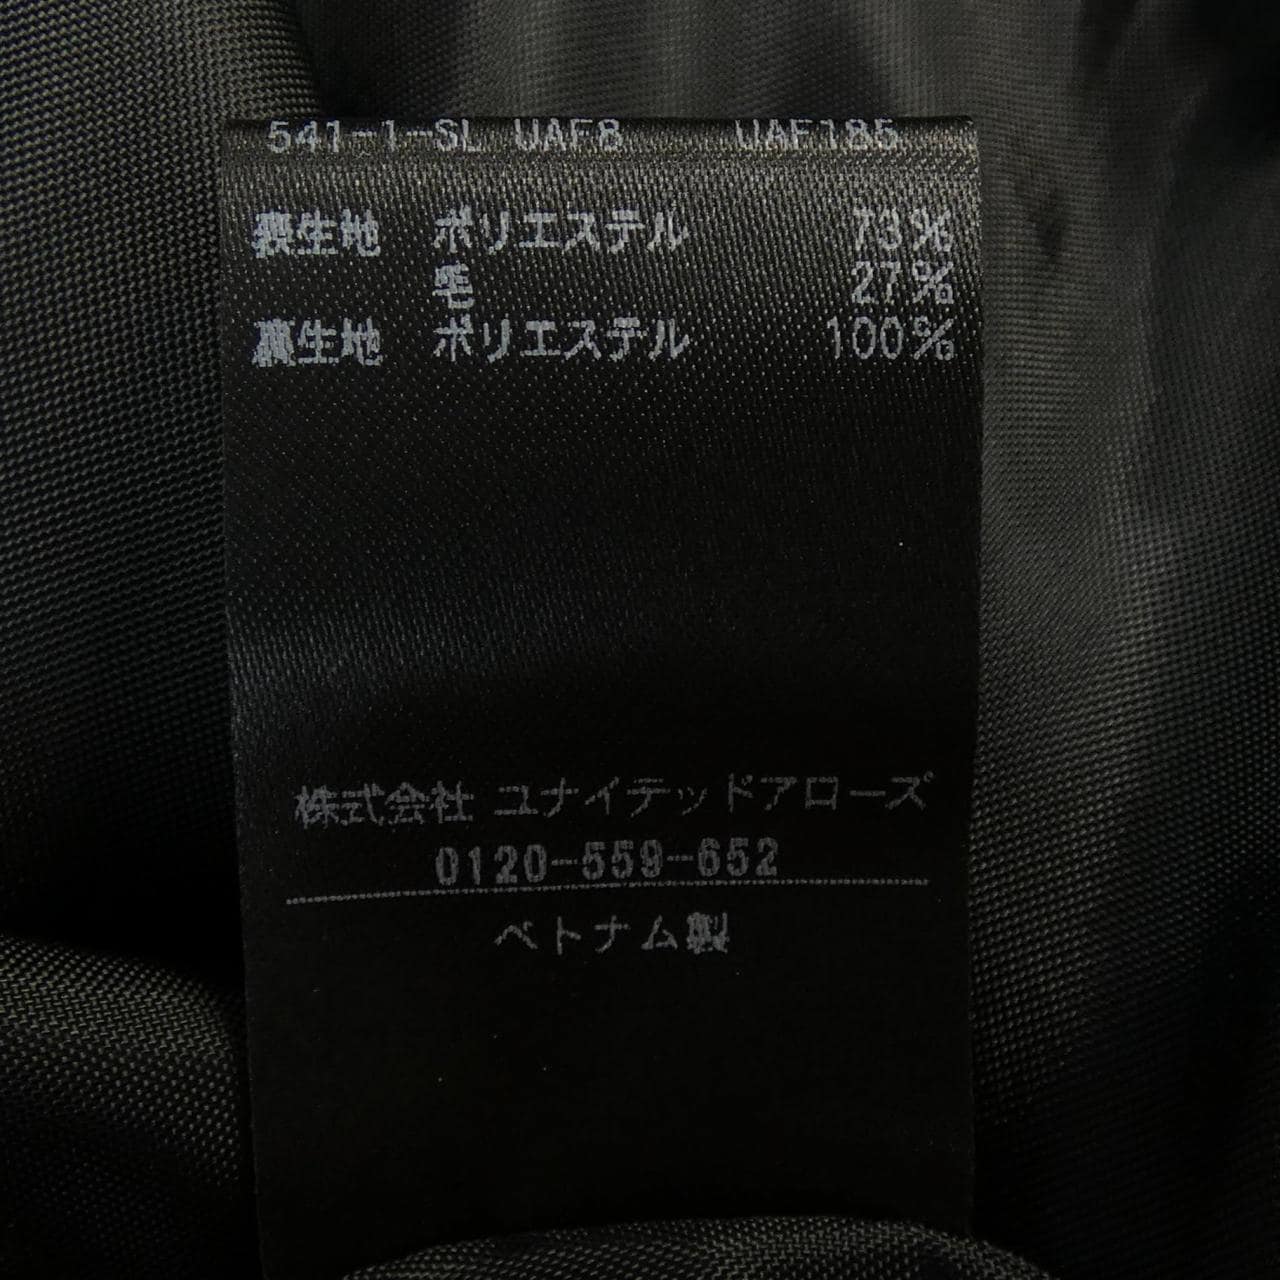 541-1-SL UAF8 UAF185
表生地 ポリエステル 73%
毛 27%
裏生地 ポリエステル 100%
株式会社 ユナイテッドアローズ
0120-559-652
ベトナム製